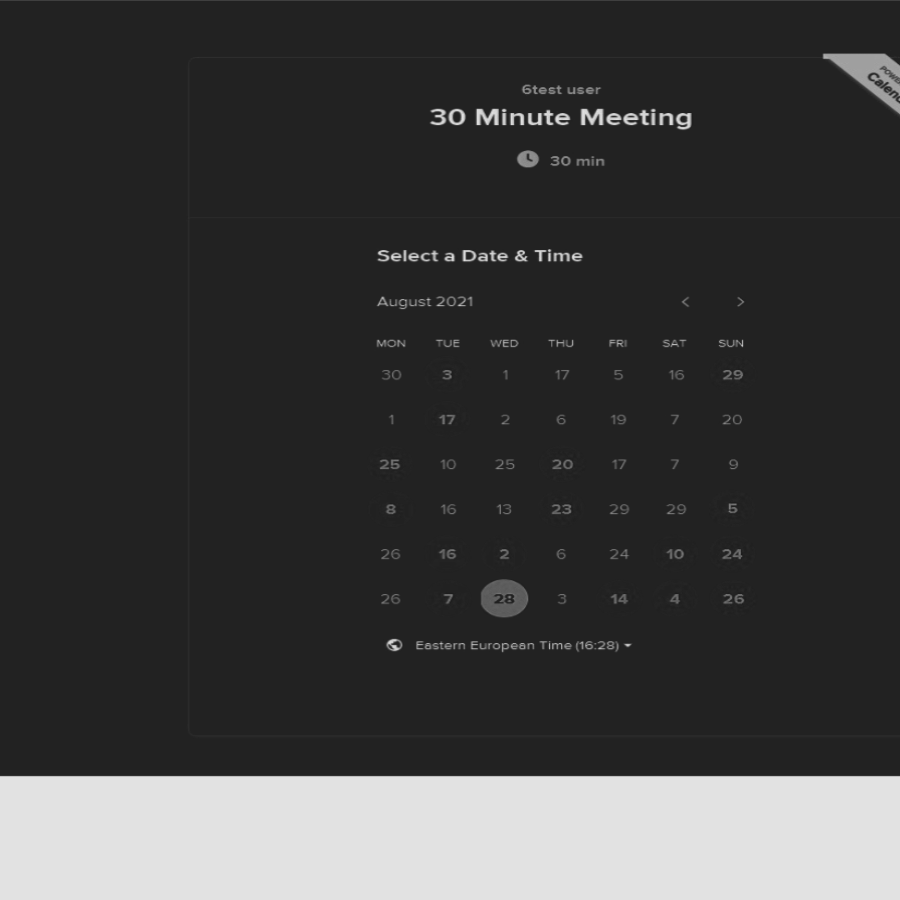 6test user
30 Minute Meeting
30 min
Select a Date & Time
August 2021
< >
MON TUE WED THU FRI SAT SUN
30 3 1 17 5 16 29
1 17 2 6 19 7 20
25 10 25 20 17 7 9
8 16 13 23 29 29 5
26 16 2 6 24 10 24
26 7 28 3 14 4 26
Eastern European Time (16:28)